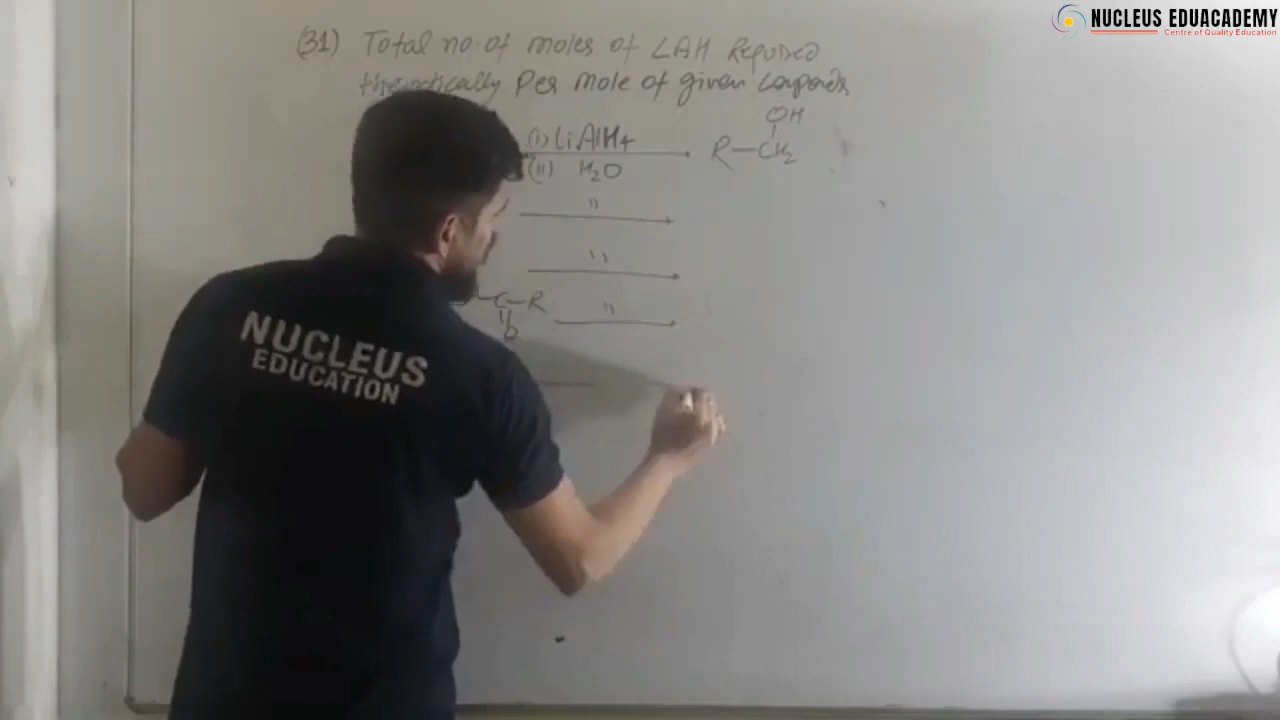 NUCLEUS EDUACADEMY
Centre of Quality Education
(31) Total no. of moles of LAH Required
Per mole of given
(i) LiAlH4
(ii) H2O
OH
R—CH2
"
"
C—R
O
"
NUCLEUS
EDUCATION